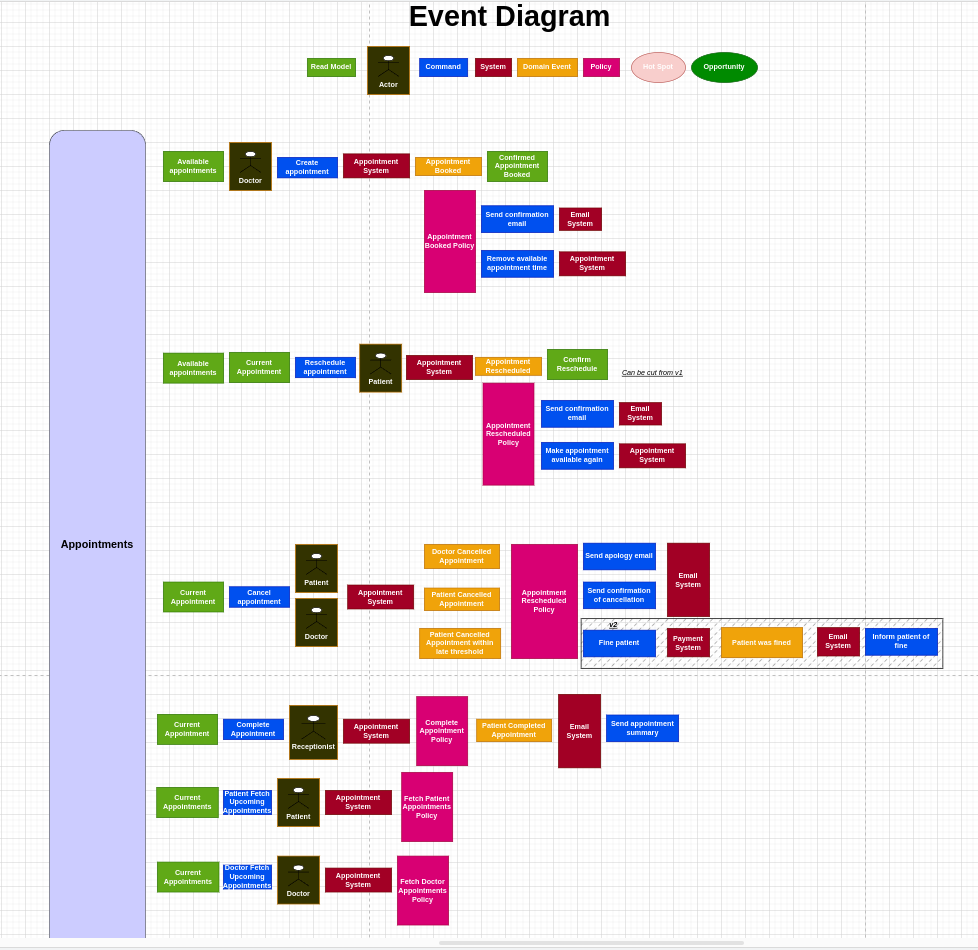 Event Diagram
Read Model
Actor
Command
System
Domain Event
Policy
Hot Spot
Opportunity
Appointments
Available
appointments
Doctor
Create
appointment
Appointment
System
Appointment
Booked
Confirmed
Appointment
Booked
Appointment
Booked Policy
Send confirmation
email
Email
System
Remove available
appointment time
Appointment
System
Available
appointments
Current
Appointment
Reschedule
appointment
Patient
Appointment
System
Appointment
Rescheduled
Confirm
Reschedule
Can be cut from v1
Appointment
Rescheduled
Policy
Send confirmation
email
Email
System
Make appointment
available again
Appointment
System
Current
Appointment
Cancel
appointment
Patient
Doctor
Appointment
System
Doctor Cancelled
Appointment
Patient Cancelled
Appointment
Patient Cancelled
Appointment within
late threshold
Appointment
Rescheduled
Policy
Send apology email
Send confirmation
of cancellation
Email
System
v2
Fine patient
Payment
System
Patient was fined
Email
System
Inform patient of
fine
Current
Appointment
Complete
Appointment
Receptionist
Appointment
System
Complete
Appointment
Policy
Patient Completed
Appointment
Email
System
Send appointment
summary
Current
Appointments
Patient Fetch
Upcoming
Appointments
Patient
Appointment
System
Fetch Patient
Appointments
Policy
Current
Appointments
Doctor Fetch
Upcoming
Appointments
Doctor
Appointment
System
Fetch Doctor
Appointments
Policy